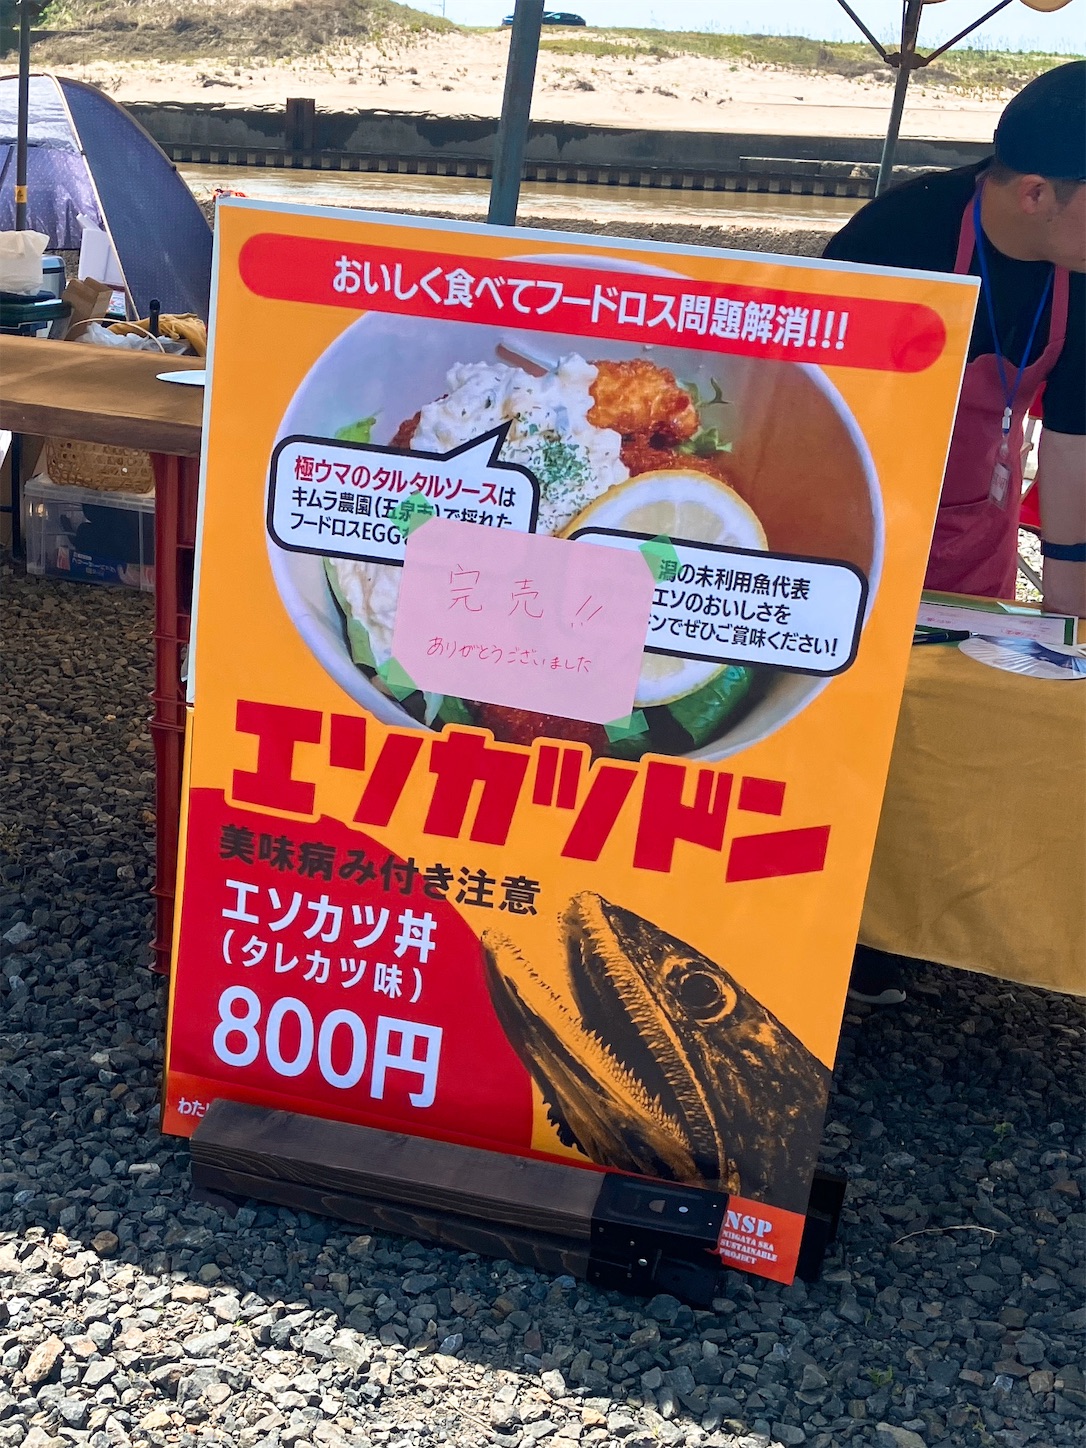 おいしく食べてフードロス問題解消!!!
極ウマのタルタルソースは
キムラ農園(五泉市)で採れた
フードロスEGG
潟の未利用魚代表
エソのおいしさを
ンでぜひご賞味ください!
完売!!
ありがとうございました
エソカツドン
美味病み付き注意
エソカツ丼
(タレカツ味)
800円
わた
NSP
NIIGATA SEA
SUSTAINABLE
PROJECT